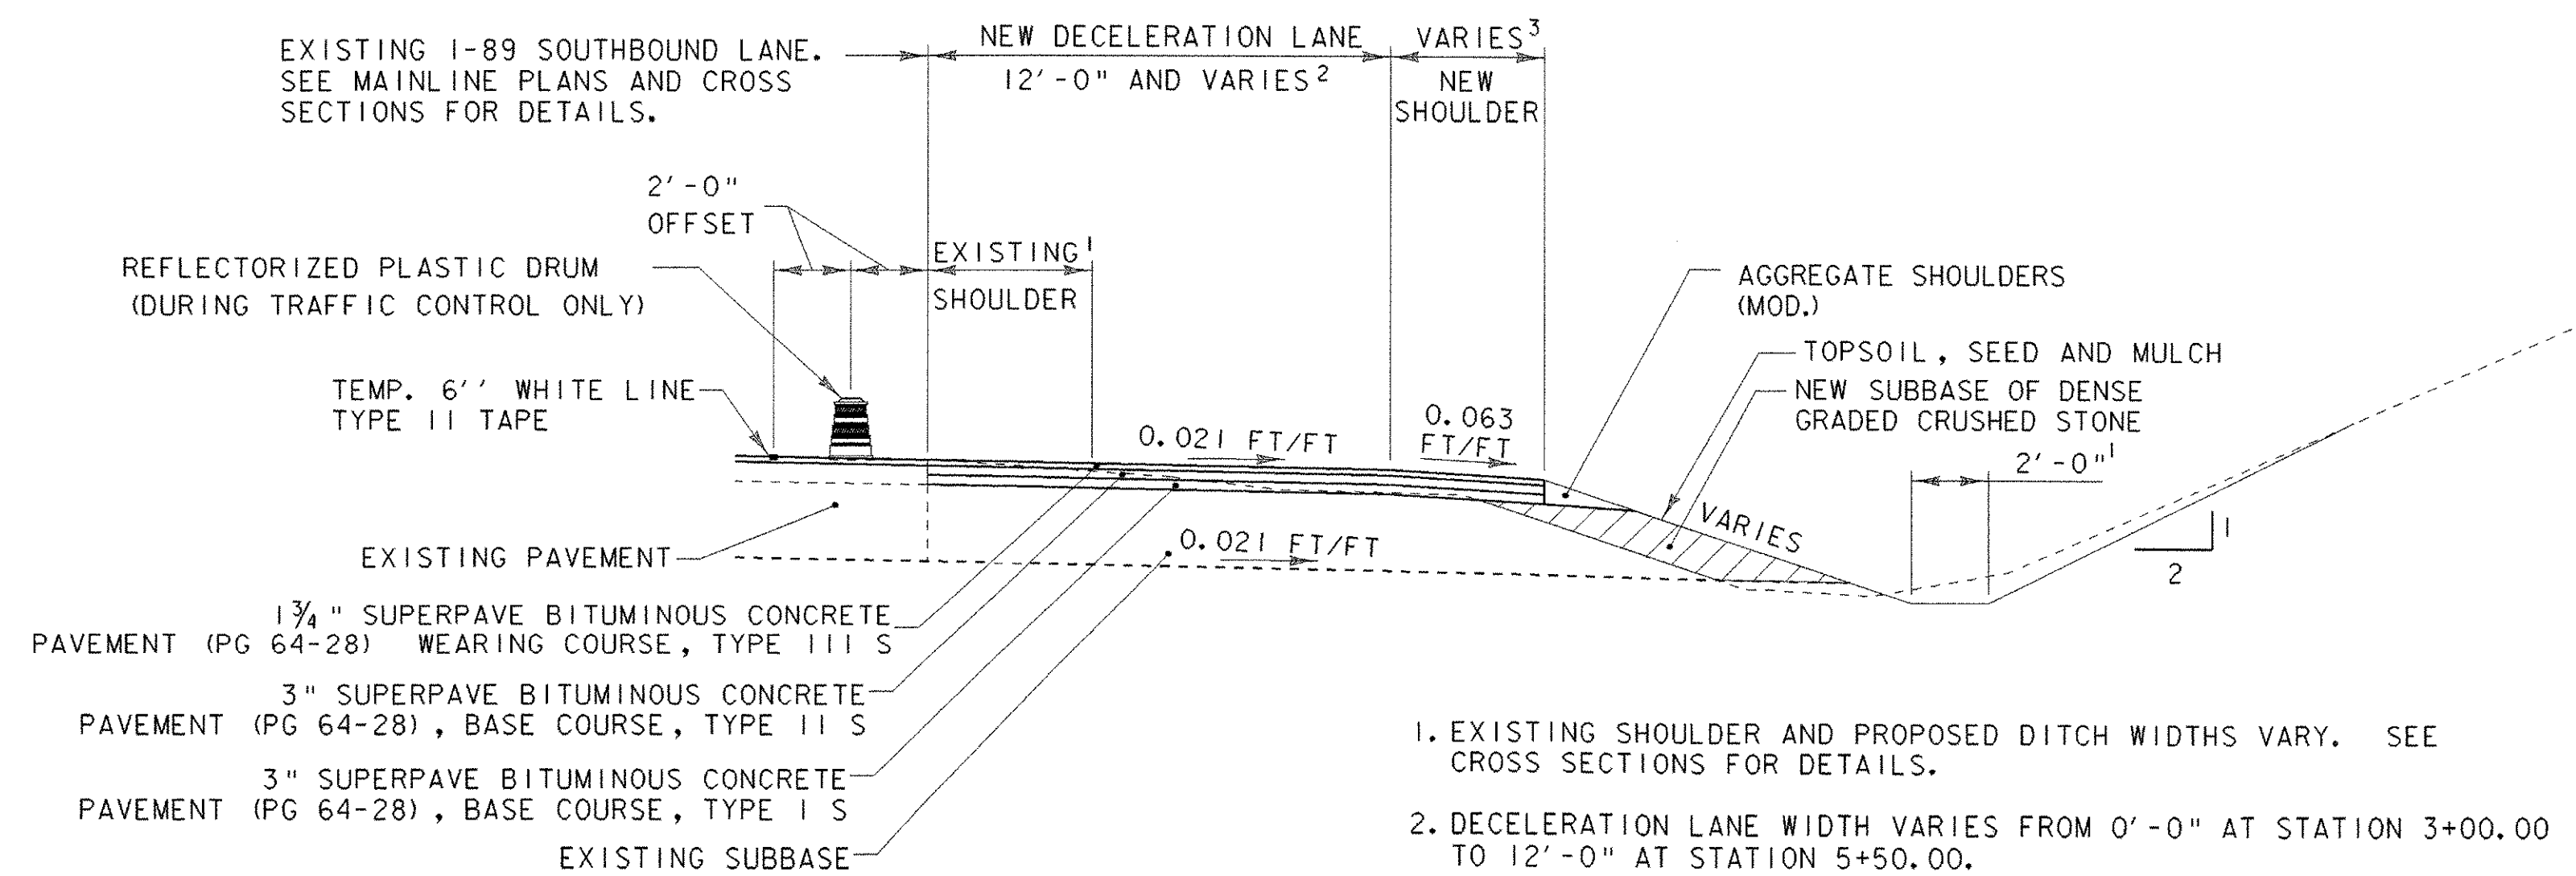 EXISTING I-89 SOUTHBOUND LANE.
SEE MAINLINE PLANS AND CROSS
SECTIONS FOR DETAILS.
NEW DECELERATION LANE
12'-0" AND VARIES²
VARIES³
NEW
SHOULDER
2'-0"
OFFSET
EXISTING¹
SHOULDER
REFLECTORIZED PLASTIC DRUM
(DURING TRAFFIC CONTROL ONLY)
TEMP. 6'' WHITE LINE
TYPE II TAPE
AGGREGATE SHOULDERS
(MOD.)
TOPSOIL, SEED AND MULCH
NEW SUBBASE OF DENSE
GRADED CRUSHED STONE
0.021 FT/FT
0.063
FT/FT
2'-0"¹
VARIES
1
2
EXISTING PAVEMENT
0.021 FT/FT
1¾" SUPERPAVE BITUMINOUS CONCRETE
PAVEMENT (PG 64-28) WEARING COURSE, TYPE III S
3" SUPERPAVE BITUMINOUS CONCRETE
PAVEMENT (PG 64-28), BASE COURSE, TYPE II S
3" SUPERPAVE BITUMINOUS CONCRETE
PAVEMENT (PG 64-28), BASE COURSE, TYPE I S
EXISTING SUBBASE
1. EXISTING SHOULDER AND PROPOSED DITCH WIDTHS VARY. SEE
CROSS SECTIONS FOR DETAILS.
2. DECELERATION LANE WIDTH VARIES FROM 0'-0" AT STATION 3+00.00
TO 12'-0" AT STATION 5+50.00.